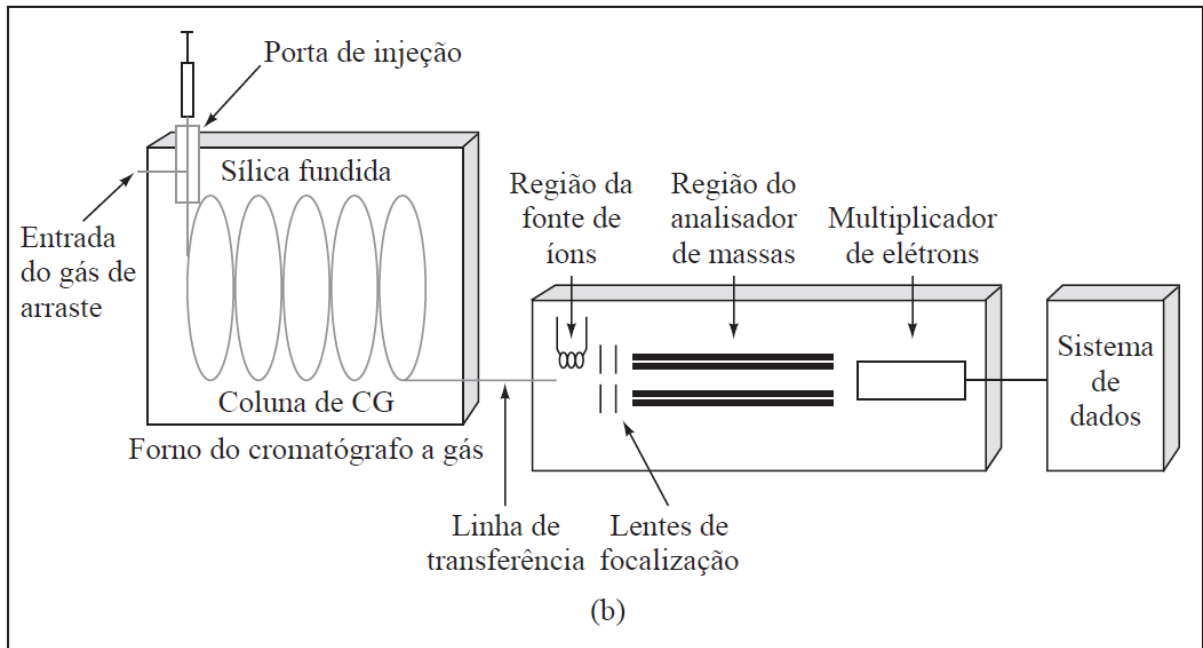 Porta de injeção
Sílica fundida
Entrada
do gás de
arraste
Coluna de CG
Forno do cromatógrafo a gás
Região da
fonte de
íons
Região do
analisador
de massas
Multiplicador
de elétrons
Sistema
de
dados
Linha de
transferência
Lentes de
focalização
(b)